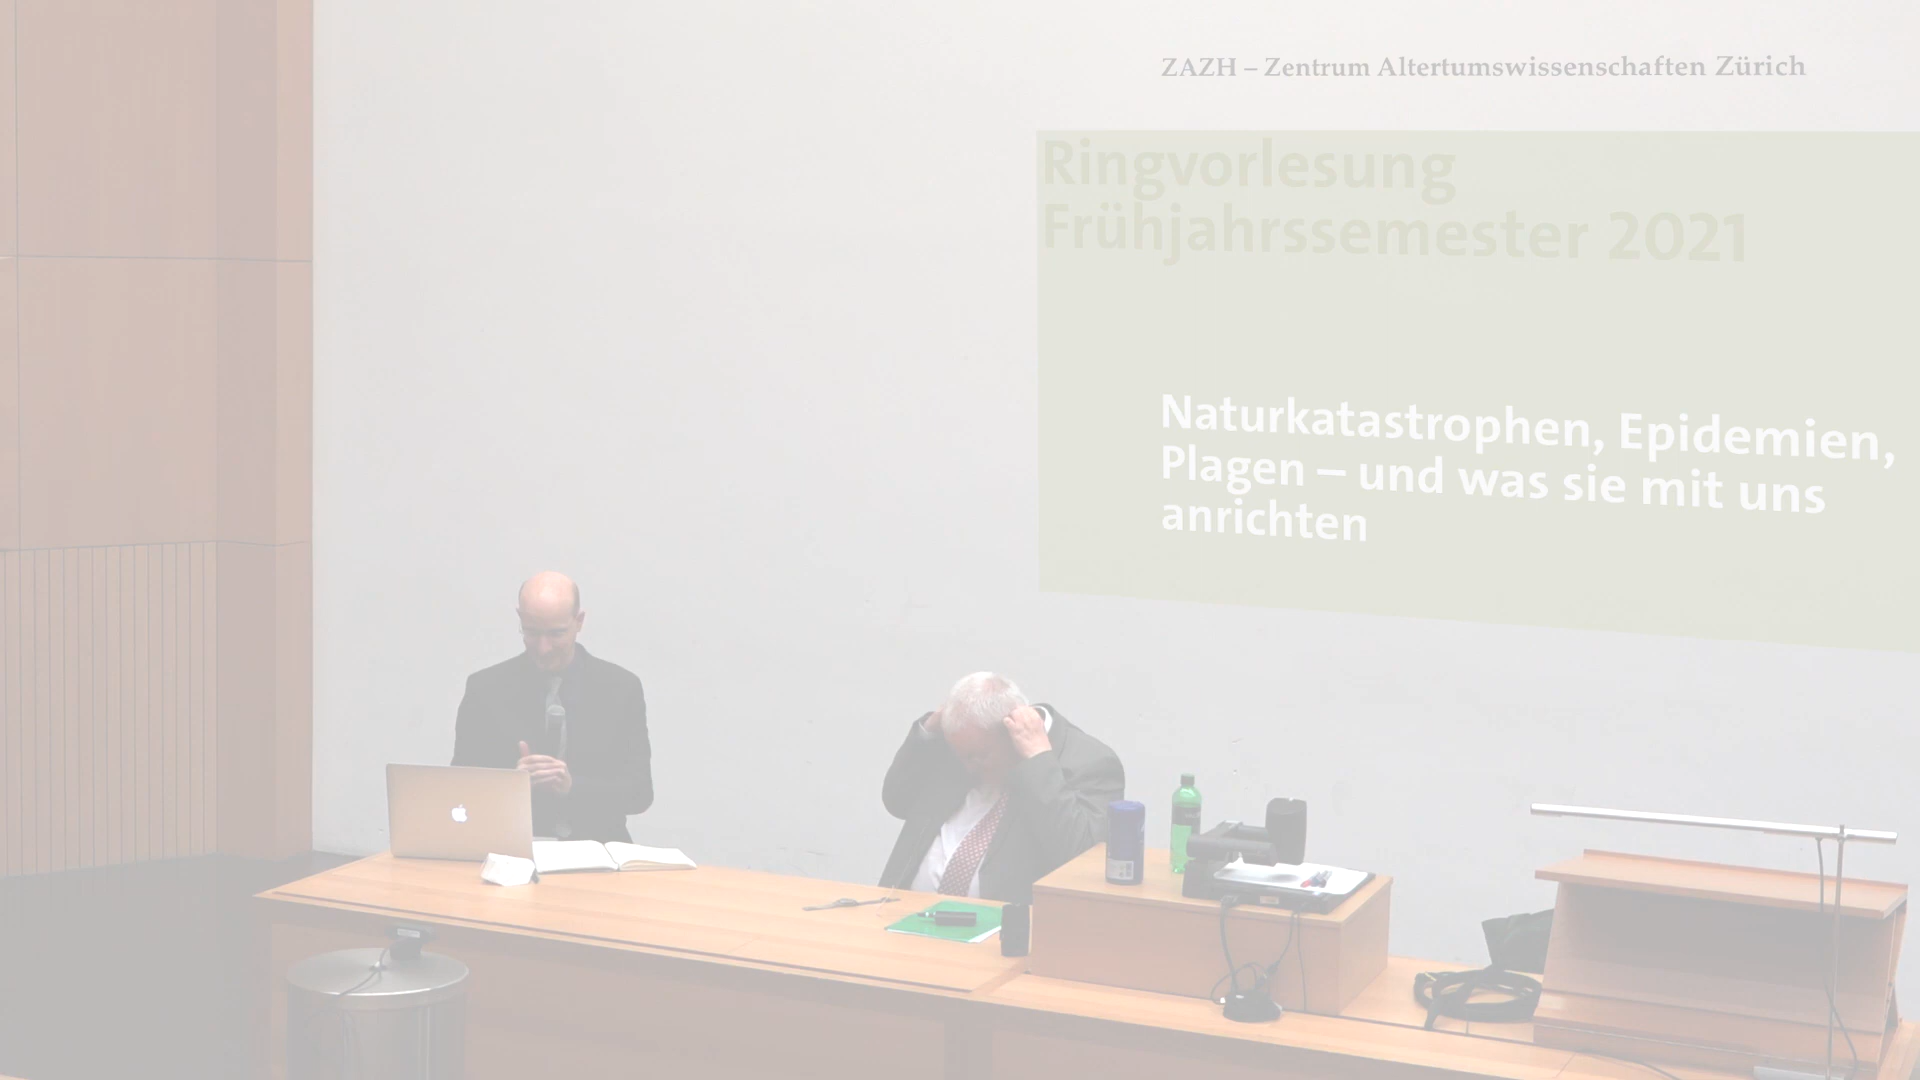 ZAZH – Zentrum Altertumswissenschaften Zürich
Ringvorlesung
Frühjahrssemester 2021
Naturkatastrophen, Epidemien,
Plagen – und was sie mit uns
anrichten